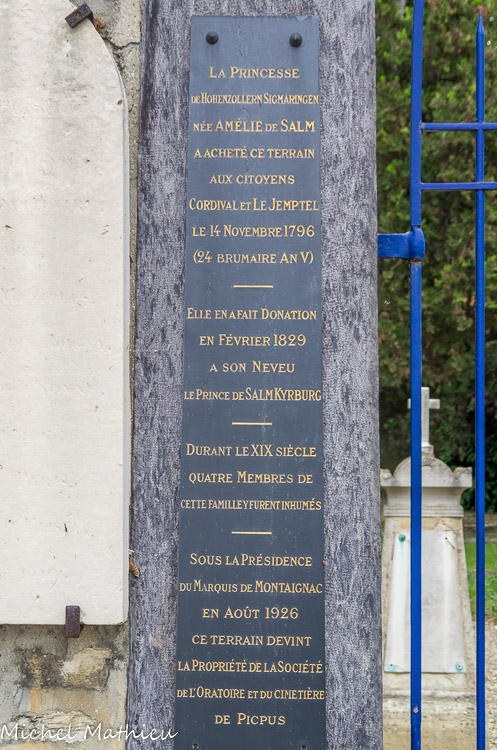 La Princesse
de Hohenzollern Sigmaringen
née Amélie de Salm
a acheté ce terrain
aux citoyens
Cordival et Le Jemptel
le 14 Novembre 1796
(24 brumaire An V)
Elle en a fait Donation
en Février 1829
a son Neveu
le Prince de Salm Kyrburg
Durant le XIX siècle
quatre Membres de
cette famille y furent inhumés
Sous la Présidence
du Marquis de Montaignac
en Août 1926
ce terrain devint
la Propriété de la Société
de l'Oratoire et du cimetière
de Picpus
Michel Mathieu